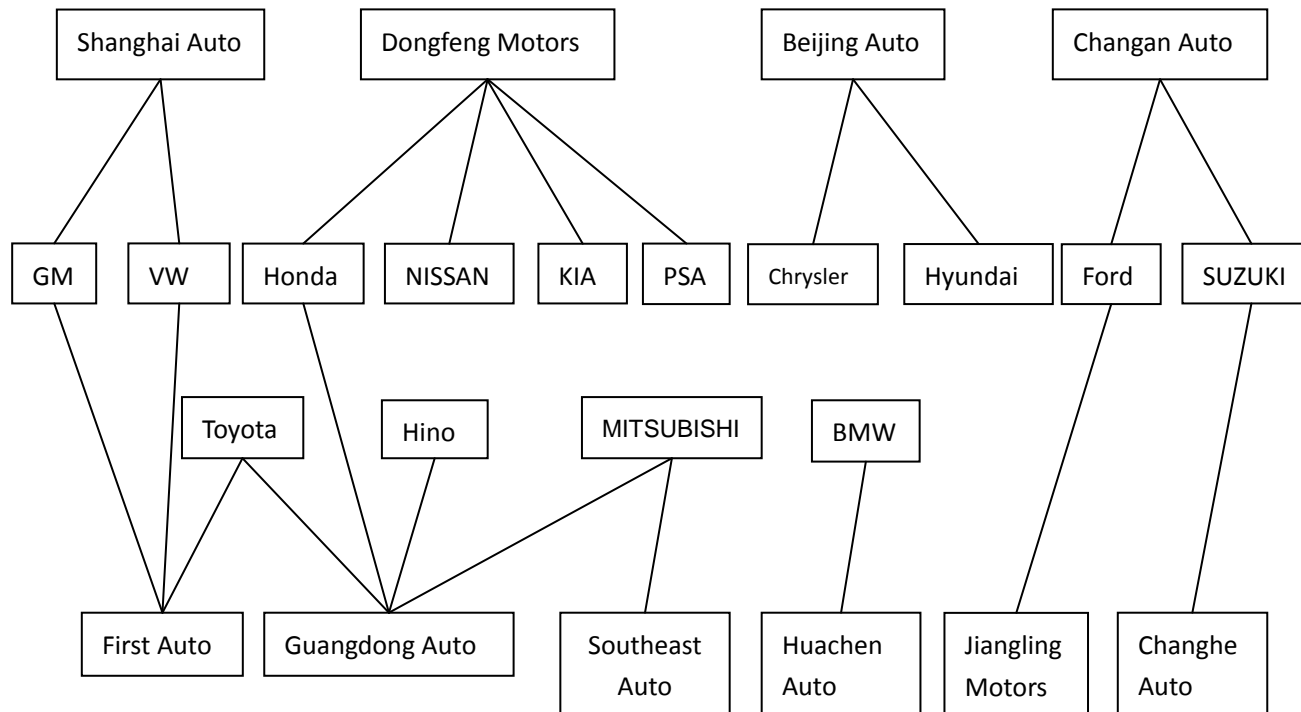 Shanghai Auto
Dongfeng Motors
Beijing Auto
Changan Auto
GM
VW
Honda
NISSAN
KIA
PSA
Chrysler
Hyundai
Ford
SUZUKI
Toyota
Hino
MITSUBISHI
BMW
First Auto
Guangdong Auto
Southeast
Auto
Huachen
Auto
Jiangling
Motors
Changhe
Auto